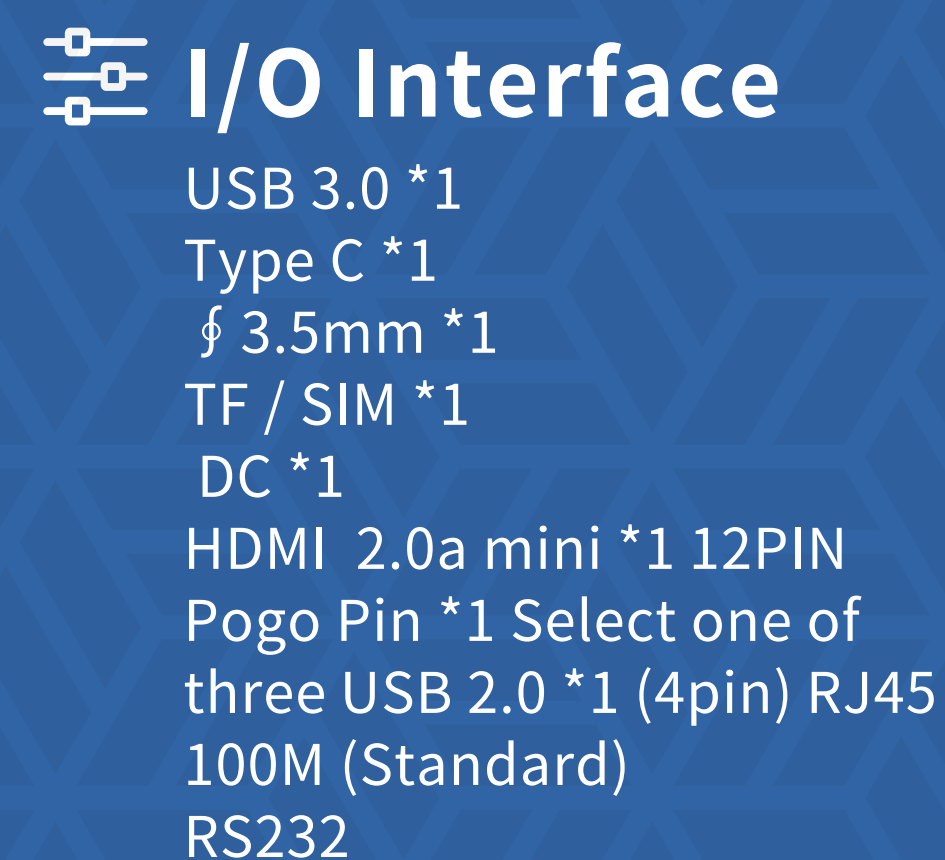 I/O Interface
USB 3.0 *1
Type C *1
∮ 3.5mm *1
TF / SIM *1
DC *1
HDMI  2.0a mini *1 12PIN
Pogo Pin *1 Select one of
three USB 2.0 *1 (4pin) RJ45
100M (Standard)
RS232